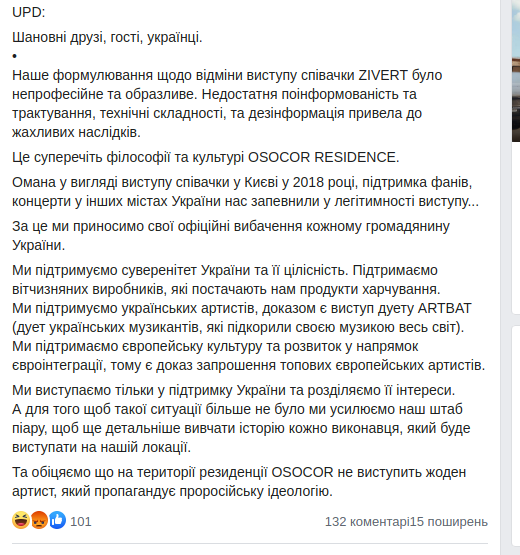 UPD:
Шановні друзі, гості, українці.
•
Наше формулювання щодо відміни виступу співачки ZIVERT було
непрофесійне та образливе. Недостатня поінформованість та
трактування, технічні складності, та дезінформація привела до
жахливих наслідків.
Це суперечіть філософії та культурі OSOCOR RESIDENCE.
Омана у вигляді виступу співачки у Києві у 2018 році, підтримка фанів,
концерти у інших містах України нас запевнили у легітимності виступу...
За це ми приносимо свої офіційні вибачення кожному громадянину
України.
Ми підтримуємо суверенітет України та її цілісність. Підтримаємо
вітчизняних виробників, які постачають нам продукти харчування.
Ми підтримуємо українських артистів, доказом є виступ дуету ARTBAT
(дует українських музикантів, які підкорили своєю музикою весь світ).
Ми підтримаємо європейську культуру та розвиток у напрямок
євроінтеграції, тому є доказ запрошення топових європейських артистів.
Ми виступаємо тільки у підтримку України та розділяємо її інтереси.
А для того щоб такої ситуації більше не було ми усилюємо наш штаб
піару, щоб ще детальніше вивчати історію кожно виконавця, який буде
виступати на нашій локації.
Та обіцяємо що на території резиденції OSOCOR не виступить жоден
артист, який пропагандує проросійську ідеологію.
101 132 коментарі15 поширень